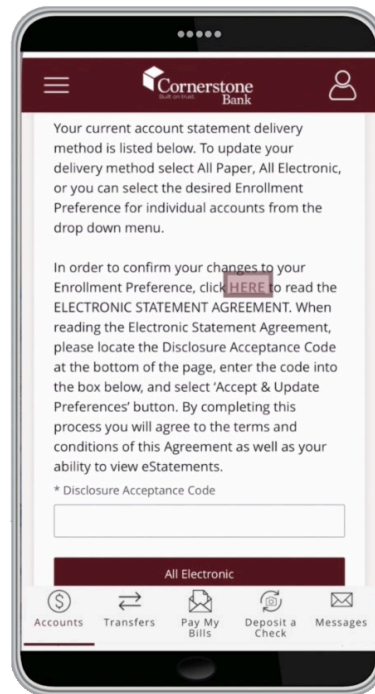 Cornerstone
Built on trust.
Bank
Your current account statement delivery
method is listed below. To update your
delivery method select All Paper, All Electronic,
or you can select the desired Enrollment
Preference for individual accounts from the
drop down menu.
In order to confirm your changes to your
Enrollment Preference, click HERE to read the
ELECTRONIC STATEMENT AGREEMENT. When
reading the Electronic Statement Agreement,
please locate the Disclosure Acceptance Code
at the bottom of the page, enter the code into
the box below, and select 'Accept & Update
Preferences' button. By completing this
process you will agree to the terms and
conditions of this Agreement as well as your
ability to view eStatements.
* Disclosure Acceptance Code
All Electronic
Accounts Transfers Pay My Deposit a Messages
Bills Check